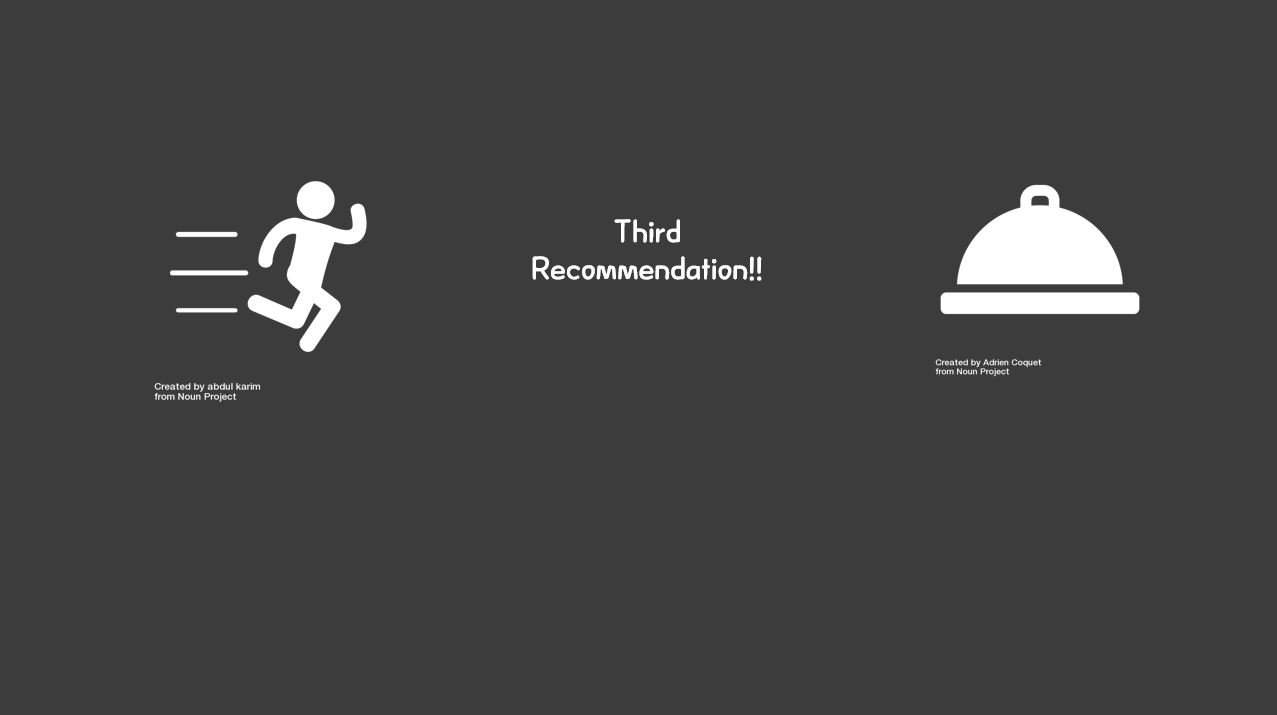 Third
Recommendation!!
Created by abdul karim
from Noun Project
Created by Adrien Coquet
from Noun Project